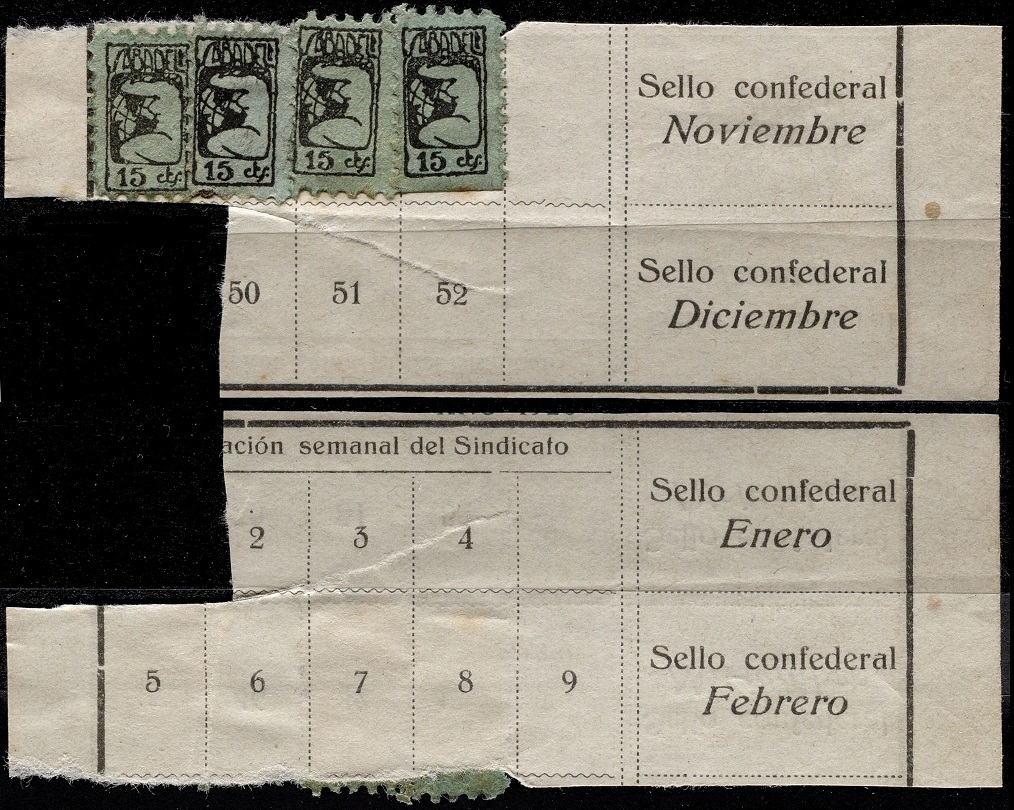 SABADELL SABADELL SABADELL SABADELL
15 cts. 15 cts. 15 cts. 15 cts.
Sello confederal
Noviembre
50 51 52
Sello confederal
Diciembre
ación semanal del Sindicato
2 3 4
Sello confederal
Enero
5 6 7 8 9
Sello confederal
Febrero